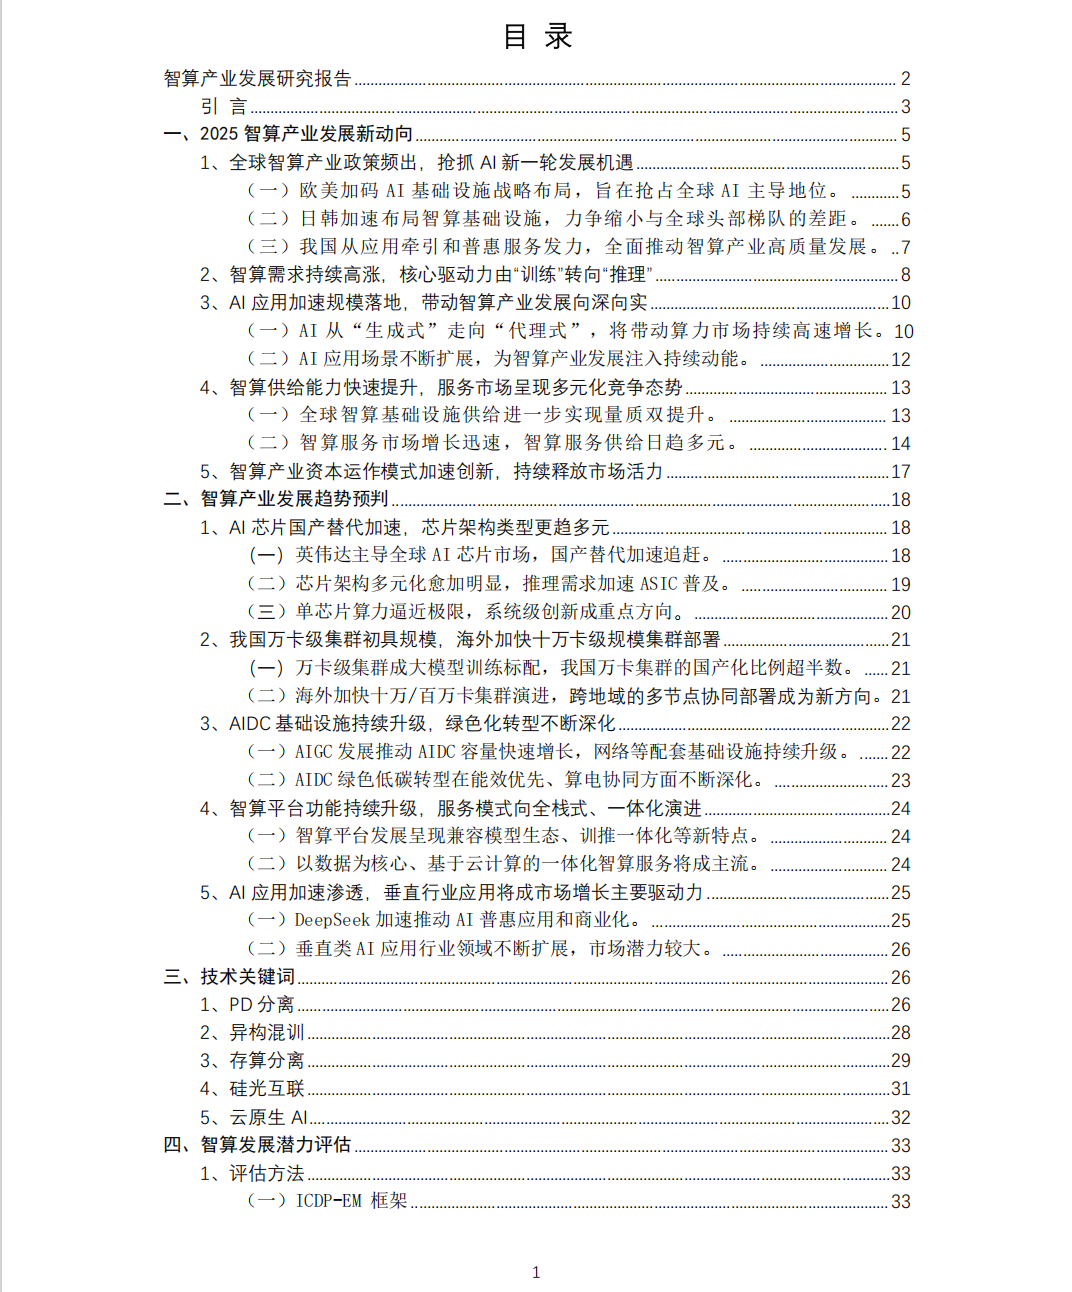 目 录
智算产业发展研究报告 2
引 言 3
一、2025 智算产业发展新动向 5
1、全球智算产业政策频出，抢抓 AI 新一轮发展机遇 5
（一）欧美加码 AI 基础设施战略布局，旨在抢占全球 AI 主导地位。 5
（二）日韩加速布局智算基础设施，力争缩小与全球头部梯队的差距。 6
（三）我国从应用牵引和普惠服务发力，全面推动智算产业高质量发展。 7
2、智算需求持续高涨，核心驱动力由“训练”转向“推理” 8
3、AI 应用加速规模落地，带动智算产业发展向深向实 10
（一）AI 从“生成式”走向“代理式”，将带动算力市场持续高速增长。 10
（二）AI 应用场景不断扩展，为智算产业发展注入持续动能。 12
4、智算供给能力快速提升，服务市场呈现多元化竞争态势 13
（一）全球智算基础设施供给进一步实现量质双提升。 13
（二）智算服务市场增长迅速，智算服务供给日趋多元。 14
5、智算产业资本运作模式加速创新，持续释放市场活力 17
二、智算产业发展趋势预判 18
1、AI 芯片国产替代加速，芯片架构类型更趋多元 18
（一）英伟达主导全球 AI 芯片市场，国产替代加速追赶。 18
（二）芯片架构多元化愈加明显，推理需求加速 ASIC 普及。 19
（三）单芯片算力逼近极限，系统级创新成重点方向。 20
2、我国万卡级集群初具规模，海外加快十万卡级规模集群部署 21
（一）万卡级集群成大模型训练标配，我国万卡集群的国产化比例超半数。 21
（二）海外加快十万/百万卡集群演进，跨地域的多节点协同部署成为新方向。 21
3、AIDC 基础设施持续升级，绿色化转型不断深化 22
（一）AIGC 发展推动 AIDC 容量快速增长，网络等配套基础设施持续升级。 22
（二）AIDC 绿色低碳转型在能效优先、算电协同方面不断深化。 23
4、智算平台功能持续升级，服务模式向全栈式、一体化演进 24
（一）智算平台发展呈现兼容模型生态、训推一体化等新特点。 24
（二）以数据为核心、基于云计算的一体化智算服务将成主流。 24
5、AI 应用加速渗透，垂直行业应用将成市场增长主要驱动力 25
（一）DeepSeek 加速推动 AI 普惠应用和商业化。 25
（二）垂直类 AI 应用行业领域不断扩展，市场潜力较大。 26
三、技术关键词 26
1、PD 分离 26
2、异构混训 28
3、存算分离 29
4、硅光互联 31
5、云原生 AI 32
四、智算发展潜力评估 33
1、评估方法 33
（一）ICDP-EM 框架 33
1